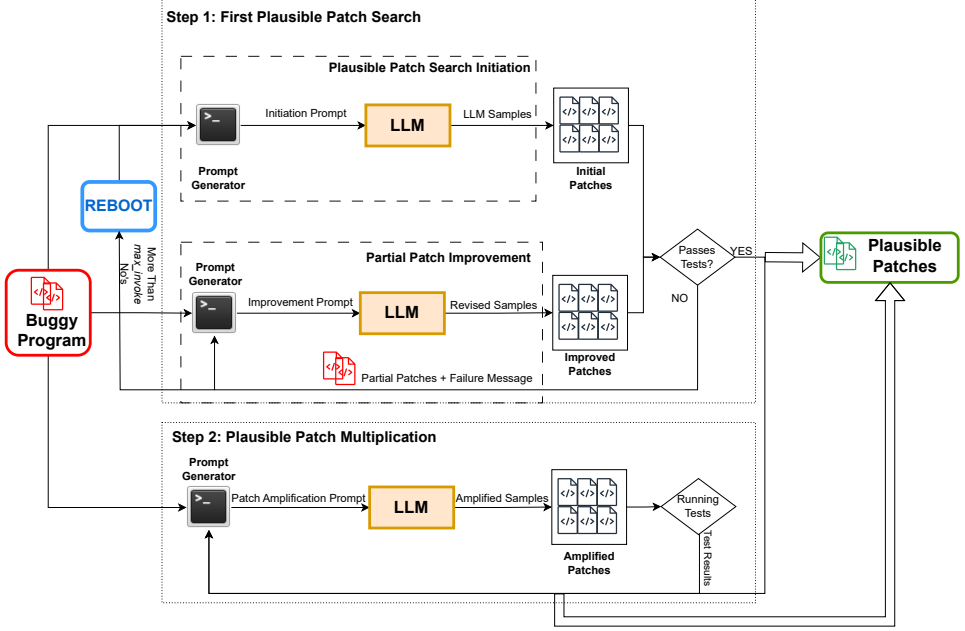 Step 1: First Plausible Patch Search
Plausible Patch Search Initiation
>_
Initiation Prompt
LLM
LLM Samples
</> </> </>
</> </> </>
Prompt
Generator
Initial
Patches
REBOOT
More Than
max_invoke
No's
Partial Patch Improvement
Prompt
Generator
>_
Improvement Prompt
LLM
Revised Samples
</> </> </>
</> </> </>
Improved
Patches
Passes
Tests?
YES
NO
</> </>
Plausible
Patches
</> </>
Buggy
Program
</> </>
Partial Patches + Failure Message
Step 2: Plausible Patch Multiplication
Prompt
Generator
>_
Patch Amplification Prompt
LLM
Amplified Samples
</> </> </>
</> </> </>
Amplified
Patches
Running
Tests
Test Results